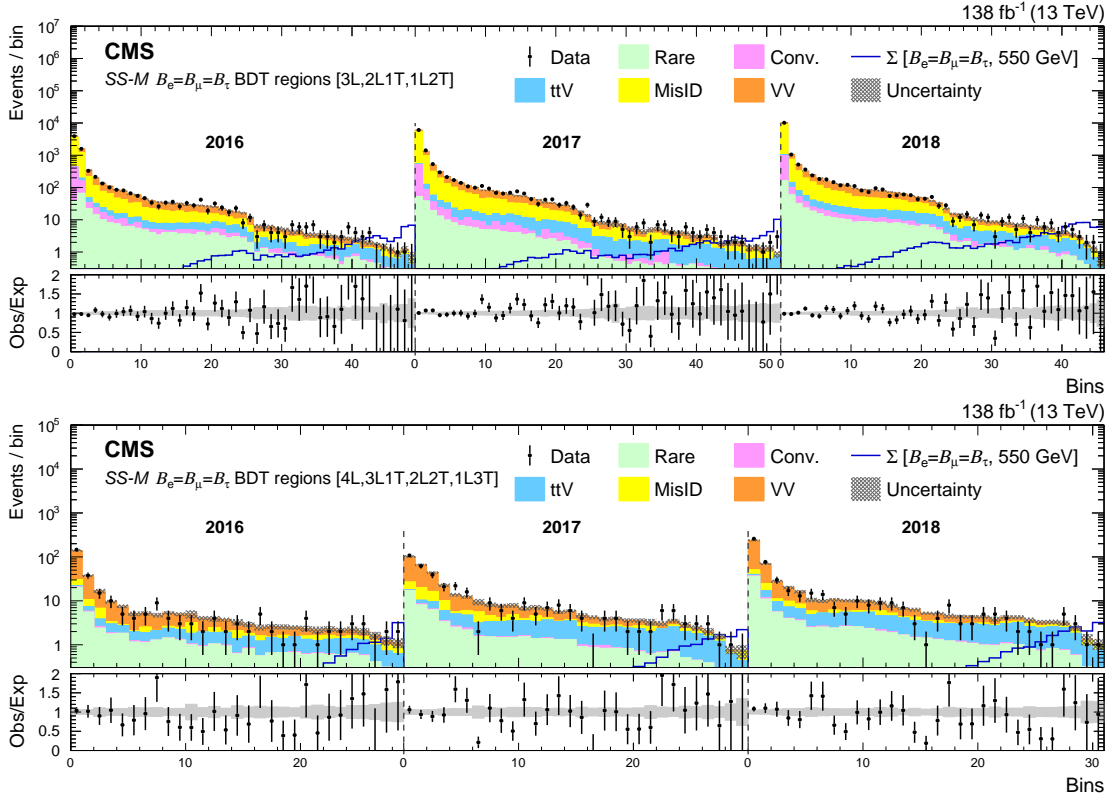 138 fb⁻¹ (13 TeV)
CMS
SS-M Bₑ=B_μ=B_τ BDT regions [3L,2L1T,1L2T]
Data
Rare
Conv.
Σ [Bₑ=B_μ=B_τ, 550 GeV]
ttV
MisID
VV
Uncertainty
Events / bin
10⁷
10⁶
10⁵
10⁴
10³
10²
10
1
2016
2017
2018
Obs/Exp
2
1.5
1
0.5
0
0 10 20 30 40
0 10 20 30 40 50
0 10 20 30 40
Bins
138 fb⁻¹ (13 TeV)
CMS
SS-M Bₑ=B_μ=B_τ BDT regions [4L,3L1T,2L2T,1L3T]
Data
Rare
Conv.
Σ [Bₑ=B_μ=B_τ, 550 GeV]
ttV
MisID
VV
Uncertainty
Events / bin
10⁵
10⁴
10³
10²
10
1
2016
2017
2018
Obs/Exp
2
1.5
1
0.5
0
0 10 20
0 10 20
0 10 20 30
Bins